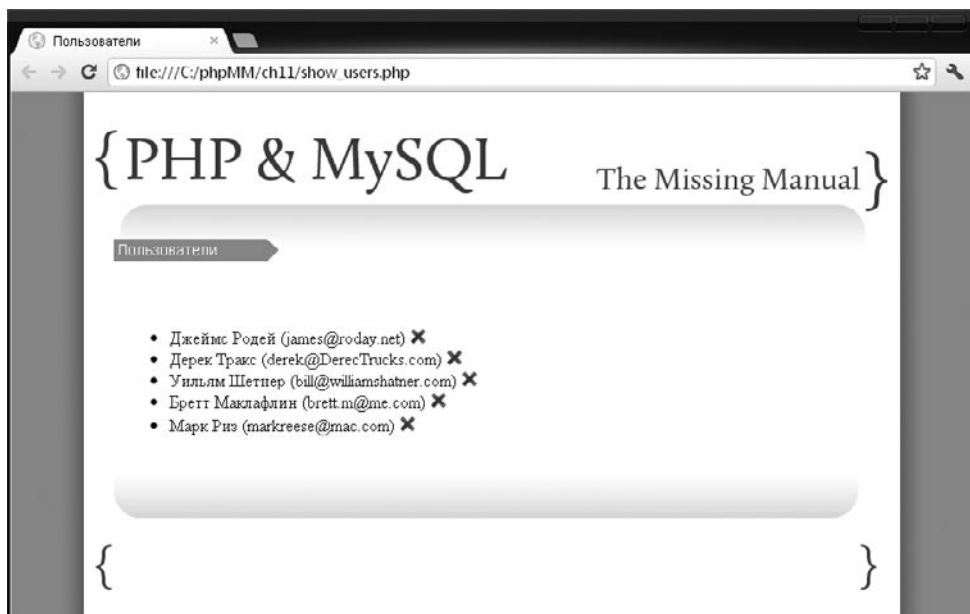 Пользователи
file:///C:/phpMM/ch11/show_users.php
{PHP & MySQL
The Missing Manual}
Пользователи
• Джеймс Родей (james@roday.net)
• Дерек Тракс (derek@DerecTrucks.com)
• Уильям Шетнер (bill@williamshatner.com)
• Бретт Маклафлин (brett.m@me.com)
• Марк Риз (markreese@mac.com)
{ }